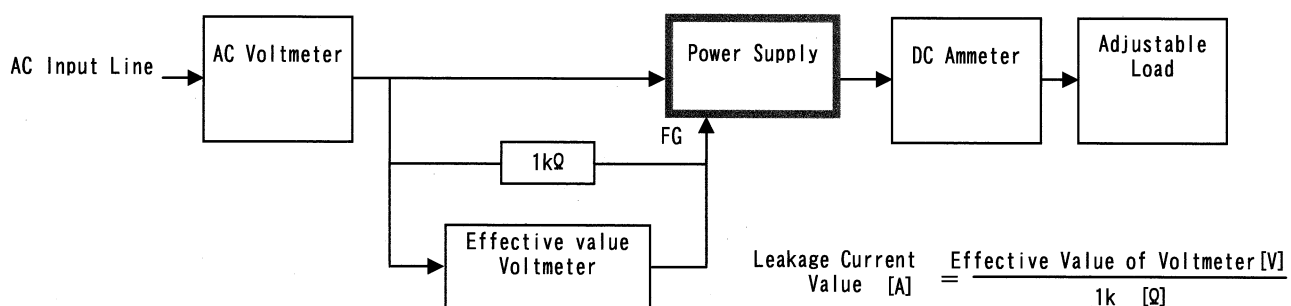 AC Input Line
AC Voltmeter
Power Supply
DC Ammeter
Adjustable
Load
FG
1kΩ
Effective value
Voltmeter
Leakage Current
Value [A]
=
Effective Value of Voltmeter[V]
1k [Ω]